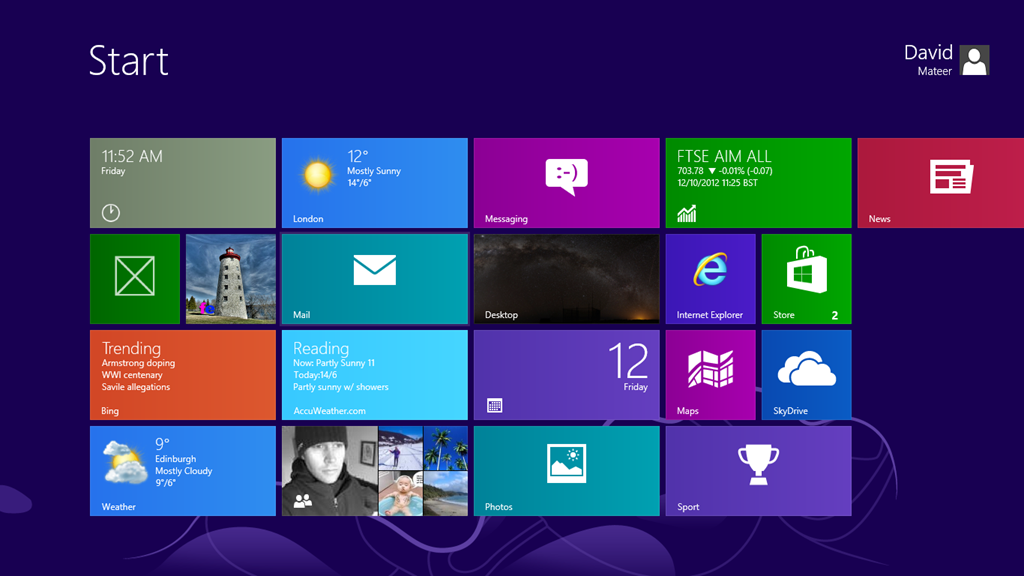 Start
David
Mateer
11:52 AM
Friday
12°
Mostly Sunny
14°/6°
London
:-)
Messaging
FTSE AIM ALL
703.78 ▼ -0.01% (-0.07)
12/10/2012 11:25 BST
News
Mail
Desktop
Internet Explorer
Store
2
Trending
Armstrong doping
WWI centenary
Savile allegations
Bing
Reading
Now: Partly Sunny 11
Today:14/6
Partly sunny w/ showers
AccuWeather.com
12
Friday
Maps
SkyDrive
9°
Edinburgh
Mostly Cloudy
9°/6°
Weather
Photos
Sport